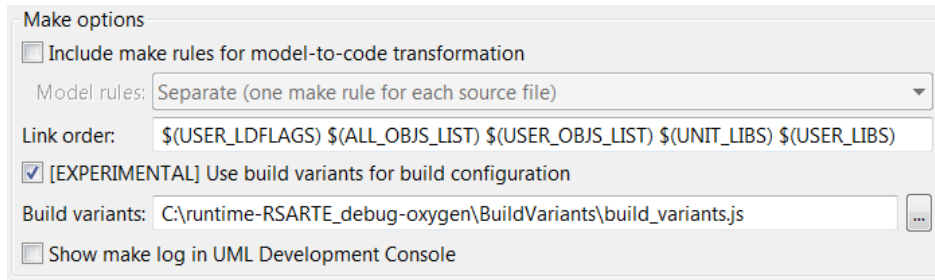 Make options
Include make rules for model-to-code transformation
Model rules: Separate (one make rule for each source file)
Link order: $(USER_LDFLAGS) $(ALL_OBJS_LIST) $(USER_OBJS_LIST) $(UNIT_LIBS) $(USER_LIBS)
[EXPERIMENTAL] Use build variants for build configuration
Build variants: C:\runtime-RSARTE_debug-oxygen\BuildVariants\build_variants.js ...
Show make log in UML Development Console